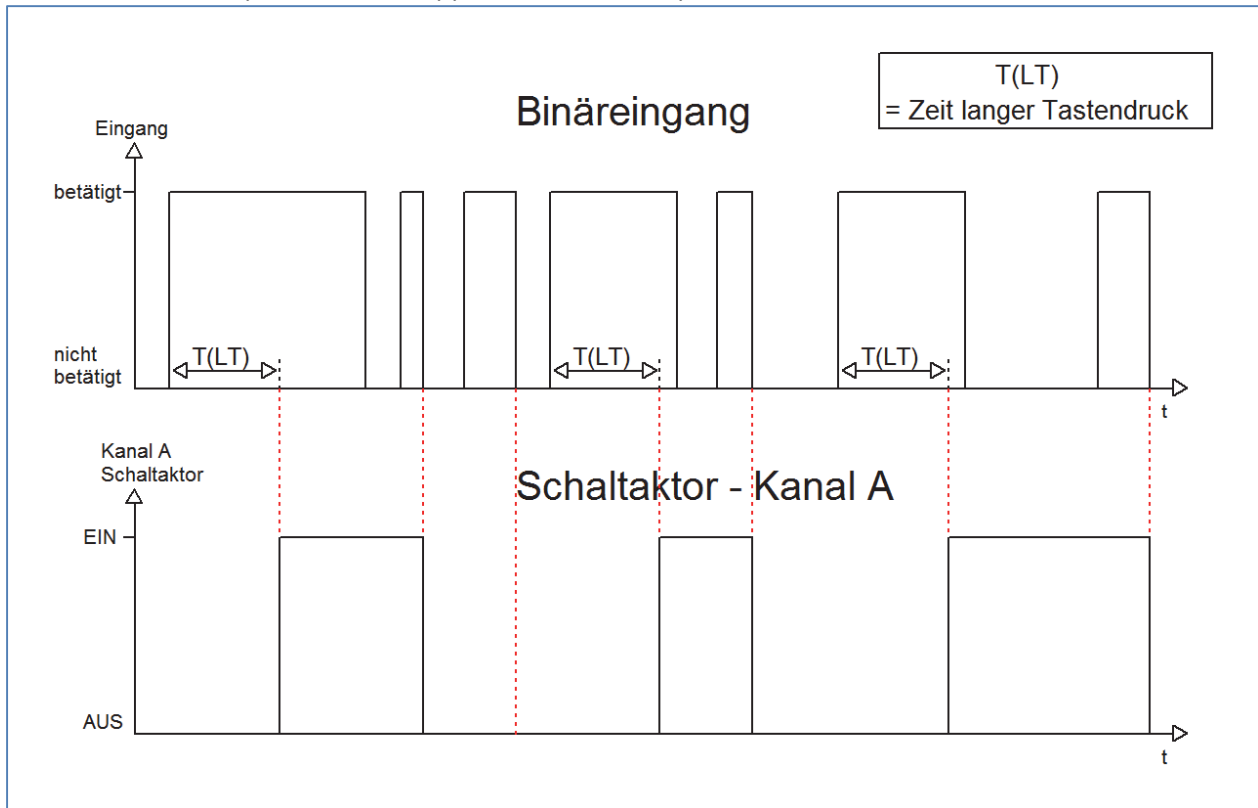 T(LT)
= Zeit langer Tastendruck
Binäreingang
Eingang
betätigt
nicht
betätigt
T(LT)
T(LT)
T(LT)
t
Kanal A
Schaltaktor
Schaltaktor - Kanal A
EIN
AUS
t